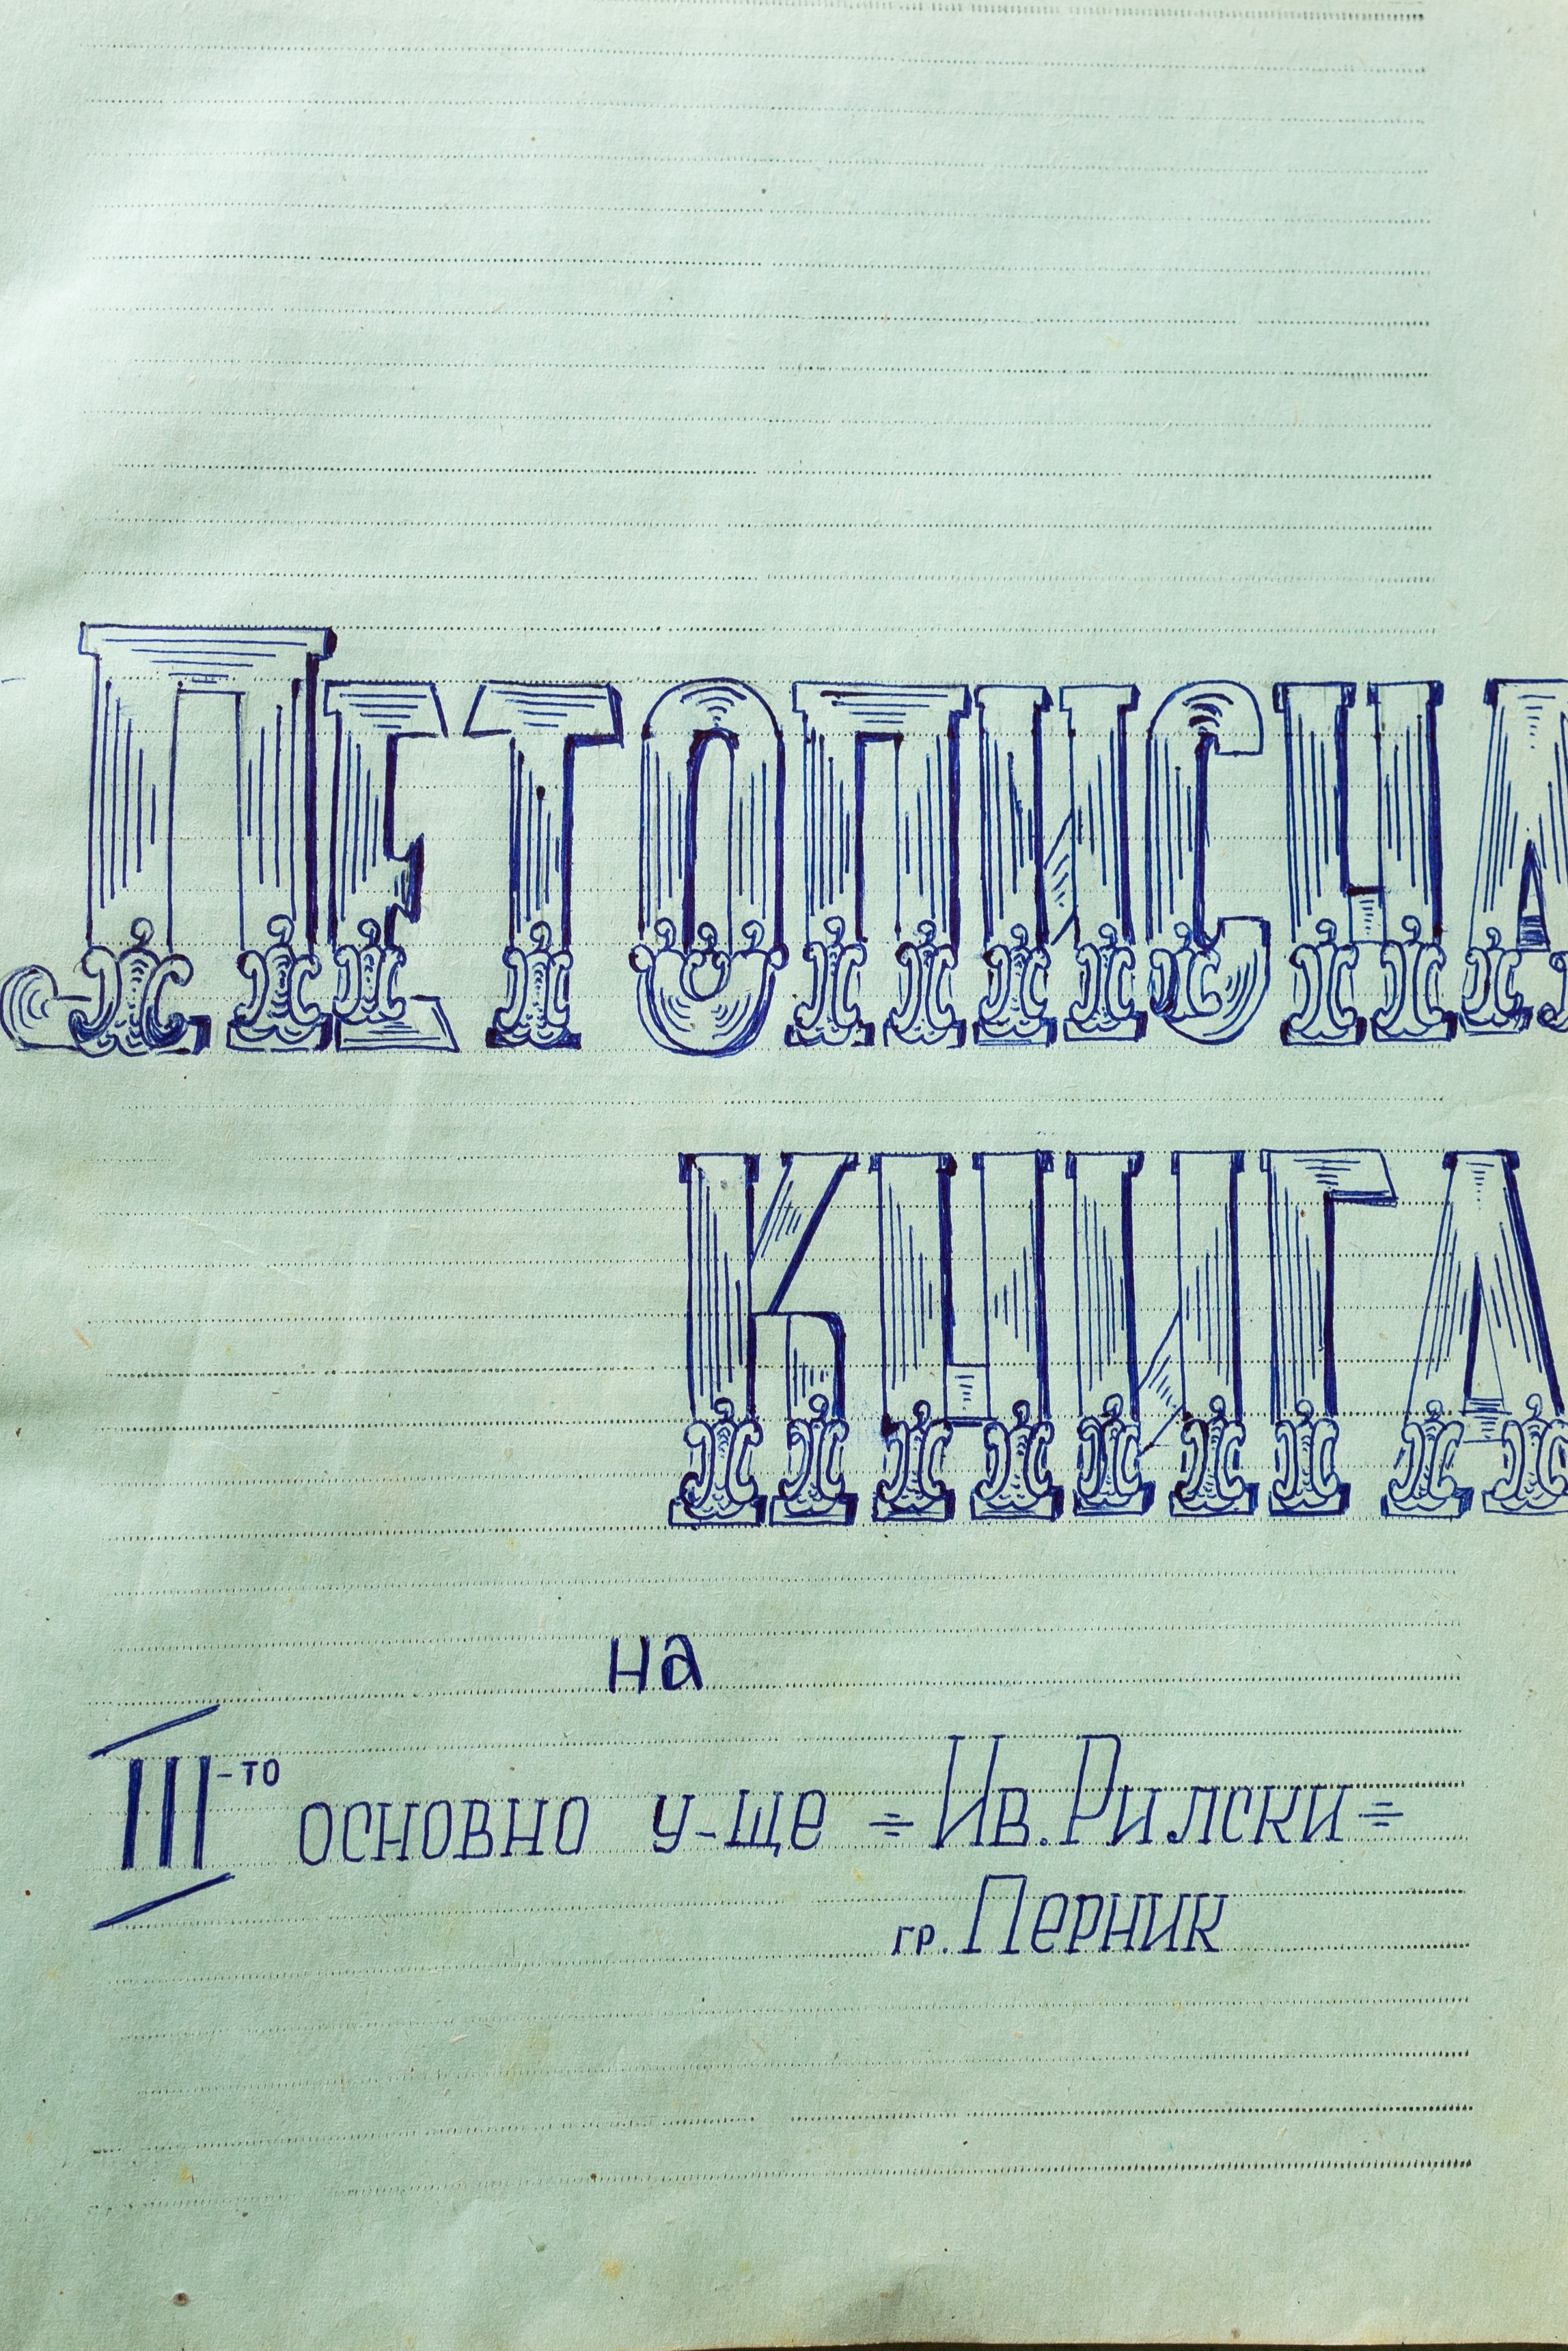 ЛЕТОПИСНА
КНИГА
на
III-то основно у-ще "Ив. Рилски"
гр. Перник